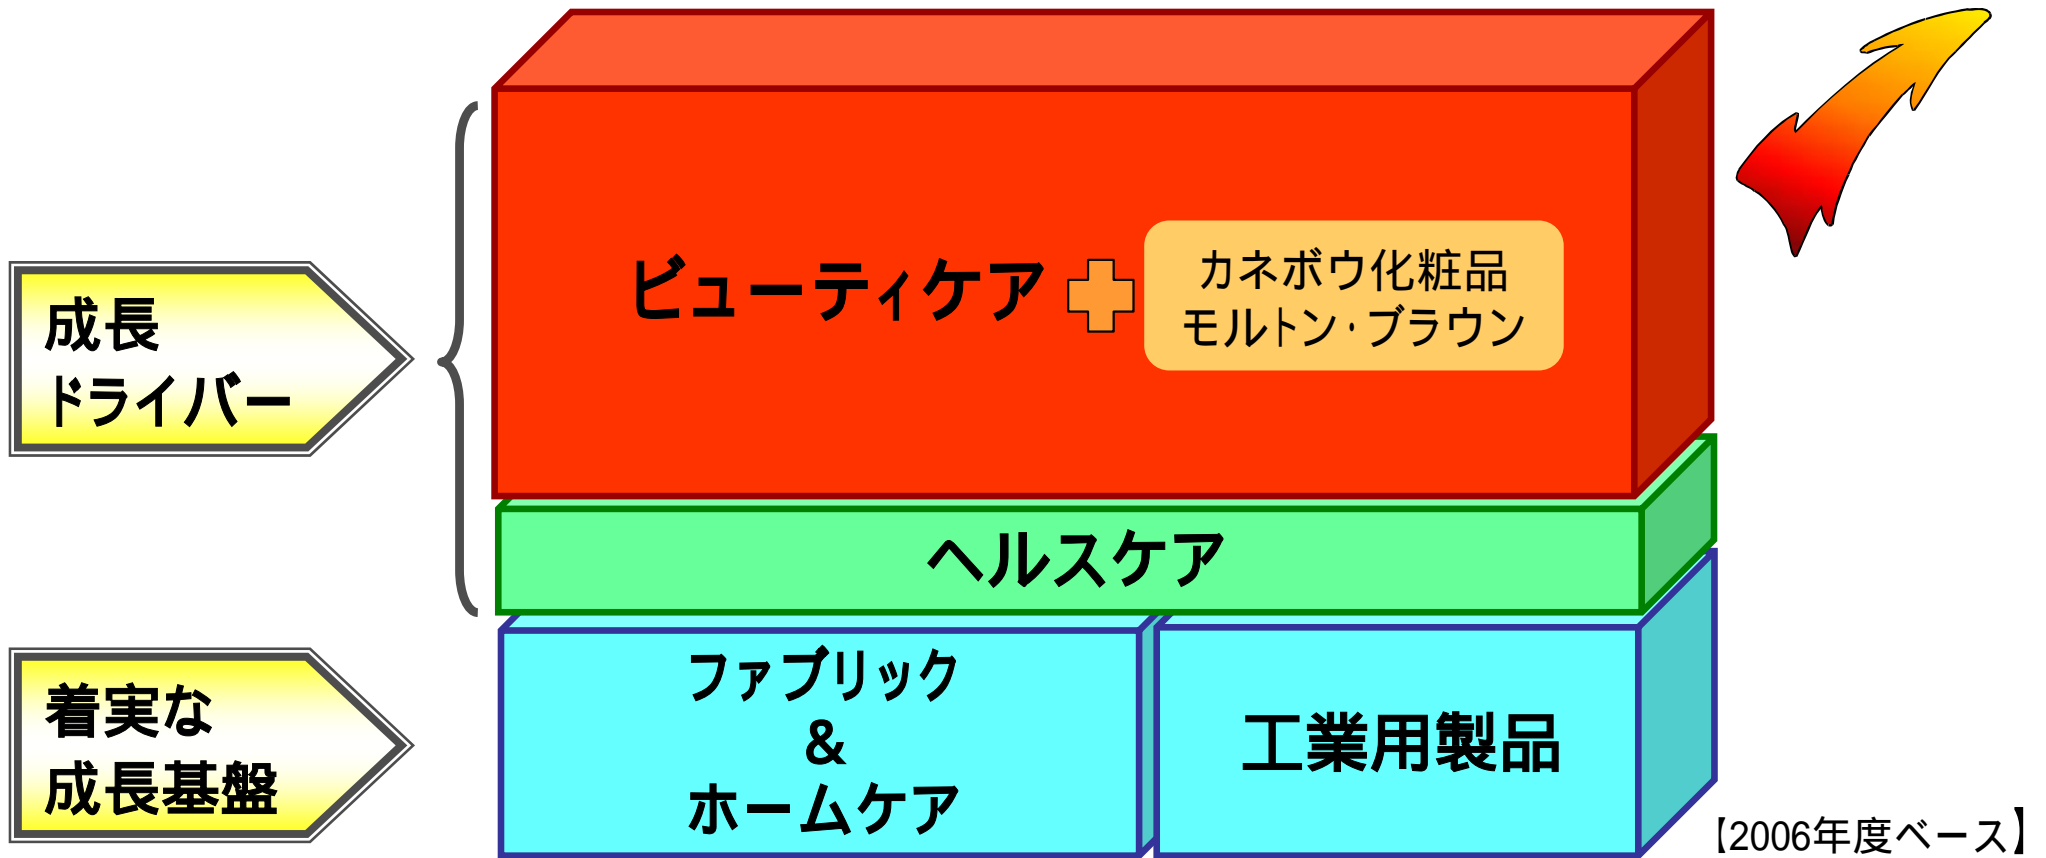 ビューティケア
カネボウ化粧品
モルトン・ブラウン
成長
ドライバー
ヘルスケア
着実な
成長基盤
ファブリック
&
ホームケア
工業用製品
【2006年度ベース】